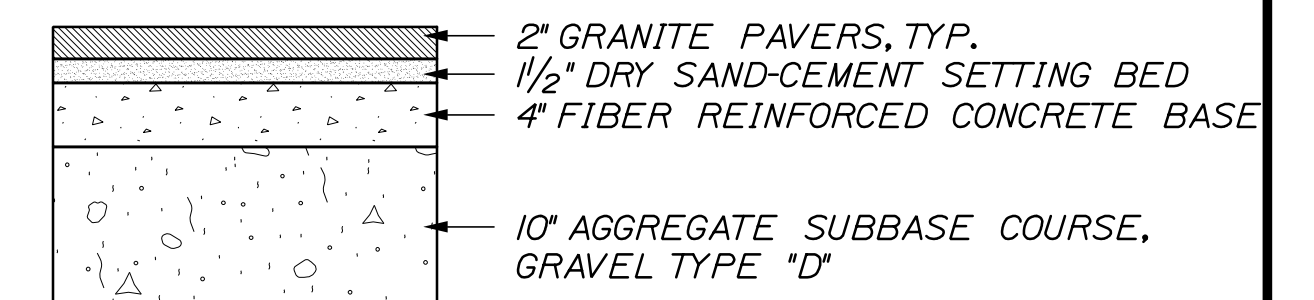 2" GRANITE PAVERS, TYP.
1½" DRY SAND-CEMENT SETTING BED
4" FIBER REINFORCED CONCRETE BASE
10" AGGREGATE SUBBASE COURSE,
GRAVEL TYPE "D"